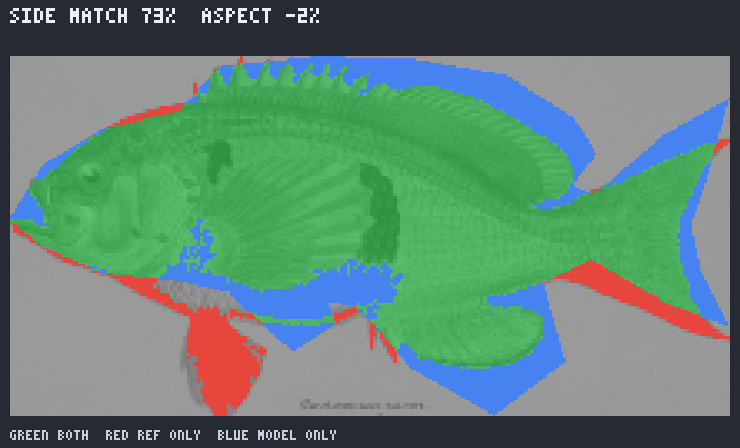 SIDE MATCH 73% ASPECT -2%
GREEN BOTH RED REF ONLY BLUE MODEL ONLY